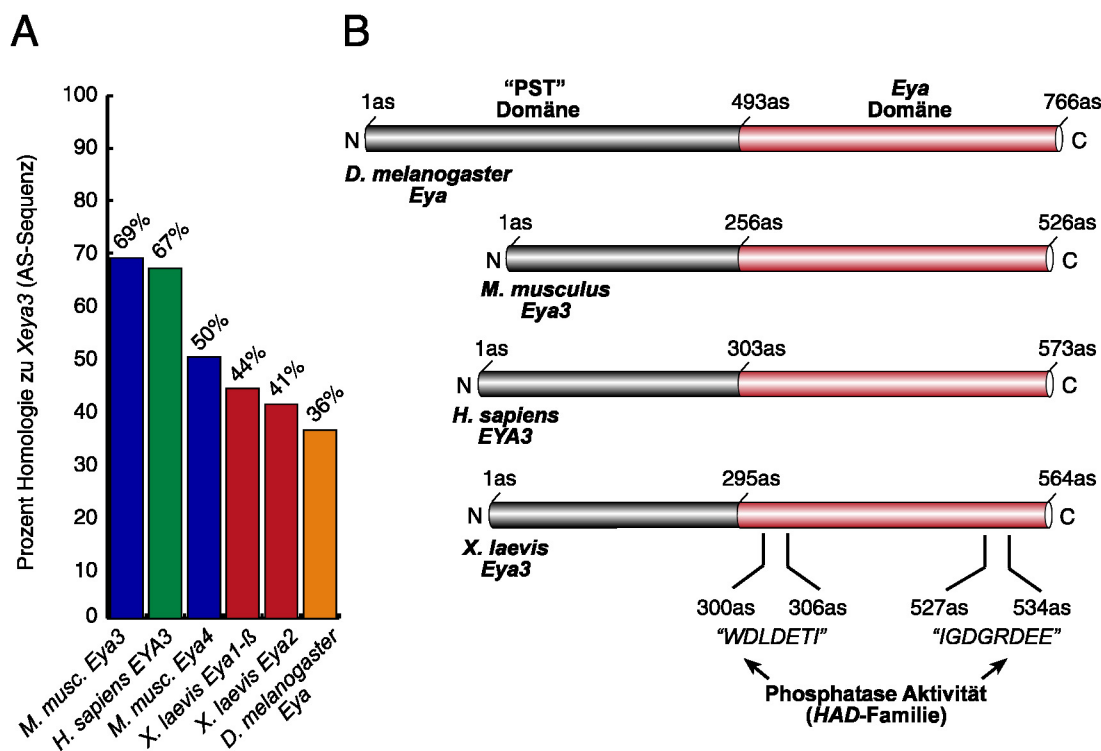 A
Prozent Homologie zu Xeya3 (AS-Sequenz)
100
90
80
70
60
50
40
30
20
10
0
69%
67%
50%
44%
41%
36%
M. musc. Eya3
H. sapiens EYA3
M. musc. Eya4
X. laevis Eya1-ß
X. laevis Eya2
D. melanogaster
Eya
B
1as
“PST”
Domäne
493as
Eya
Domäne
766as
N
C
D. melanogaster
Eya
1as
256as
526as
N
C
M. musculus
Eya3
1as
303as
573as
N
C
H. sapiens
EYA3
1as
295as
564as
N
C
X. laevis
Eya3
300as
306as
527as
534as
“WDLDETI”
“IGDGRDEE”
Phosphatase Aktivität
(HAD-Familie)